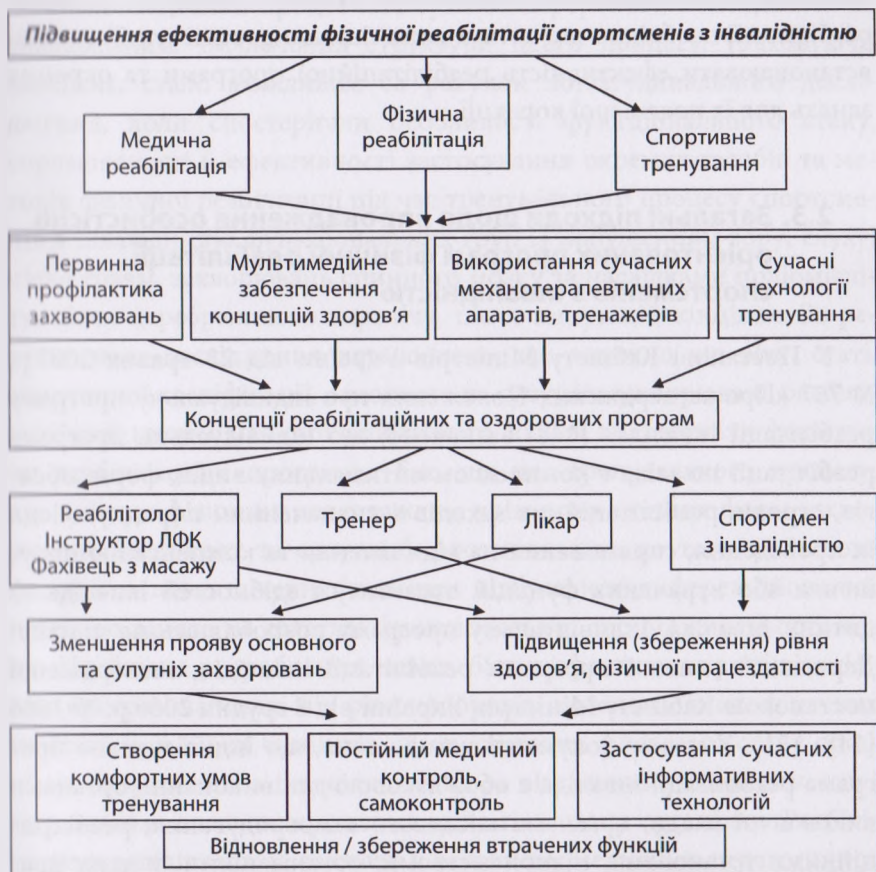 Підвищення ефективності фізичної реабілітації спортсменів з інвалідністю
Медична
реабілітація
Фізична
реабілітація
Спортивне
тренування
Первинна
профілактика
захворювань
Мультимедійне
забезпечення
концепцій здоров’я
Використання сучасних
механотерапевтичних
апаратів, тренажерів
Сучасні
технології
тренування
Концепції реабілітаційних та оздоровчих програм
Реабілітолог
Інструктор ЛФК
Фахівець з масажу
Тренер
Лікар
Спортсмен
з інвалідністю
Зменшення прояву основного
та супутніх захворювань
Підвищення (збереження) рівня
здоров’я, фізичної працездатності
Створення
комфортних умов
тренування
Постійний медичний
контроль,
самоконтроль
Застосування сучасних
інформативних
технологій
Відновлення / збереження втрачених функцій